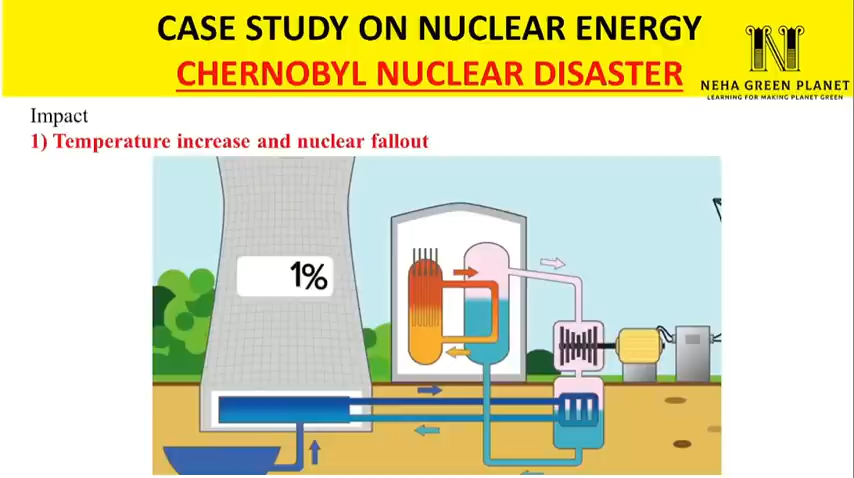 CASE STUDY ON NUCLEAR ENERGY
CHERNOBYL NUCLEAR DISASTER
N
NEHA GREEN PLANET
LEARNING FOR MAKING PLANET GREEN
Impact
1) Temperature increase and nuclear fallout
1%